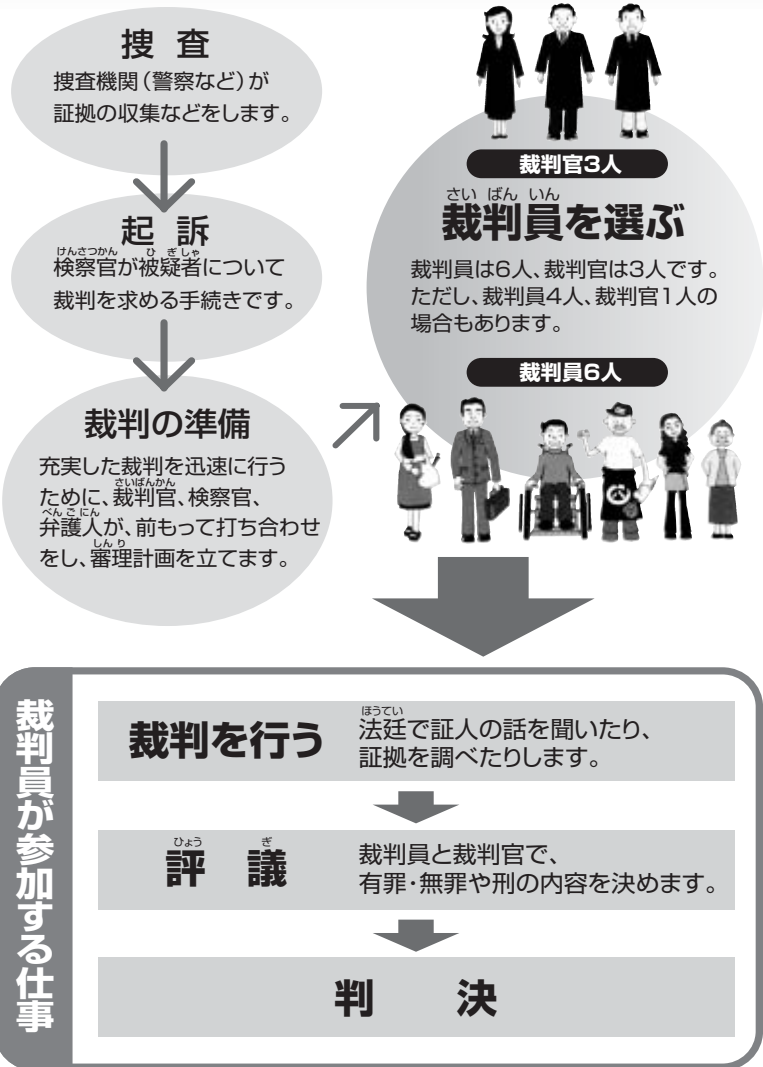 捜 査
捜査機関(警察など)が
証拠の収集などをします。
起 訴
けんさつかん ひ ぎしゃ
検察官が被疑者について
裁判を求める手続きです。
裁判の準備
充実した裁判を迅速に行う
さいばんかん
ために、裁判官、検察官、
べんごにん
弁護人が、前もって打ち合わせ
しんり
をし、審理計画を立てます。
裁判官3人
さい ばん いん
裁判員を選ぶ
裁判員は6人、裁判官は3人です。
ただし、裁判員4人、裁判官1人の
場合もあります。
裁判員6人
裁判員が参加する仕事
裁判を行う
ほうてい
法廷で証人の話を聞いたり、
証拠を調べたりします。
ひょう ぎ
評 議
裁判員と裁判官で、
有罪・無罪や刑の内容を決めます。
判 決